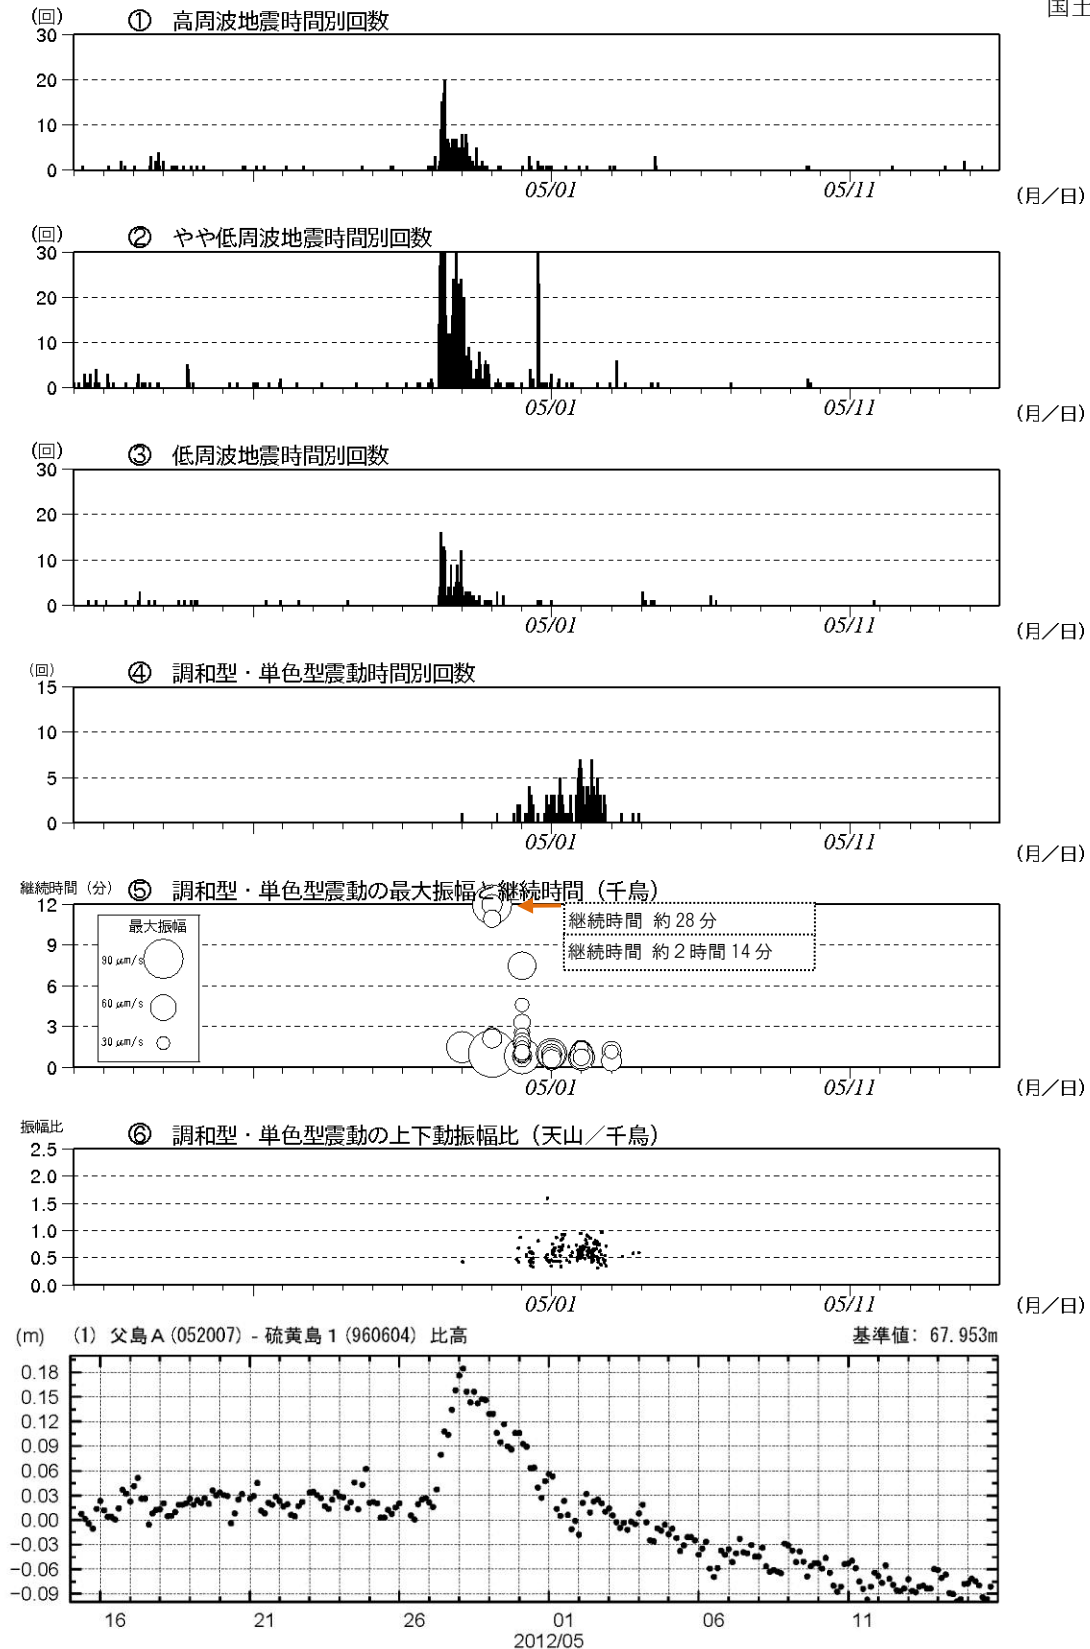 国土
(回) ① 高周波地震時間別回数
30
20
10
0
05/01 05/11 (月／日)
(回) ② やや低周波地震時間別回数
30
20
10
0
05/01 05/11 (月／日)
(回) ③ 低周波地震時間別回数
30
20
10
0
05/01 05/11 (月／日)
(回) ④ 調和型・単色型震動時間別回数
15
10
5
0
05/01 05/11 (月／日)
継続時間（分） ⑤ 調和型・単色型震動の最大振幅と継続時間（千鳥）
12
最大振幅
継続時間 約28分
継続時間 約２時間14分
9
90 μm/s
6
60 μm/s
3
30 μm/s
0
05/01 05/11 (月／日)
振幅比 ⑥ 調和型・単色型震動の上下動振幅比（天山／千鳥）
2.5
2.0
1.5
1.0
0.5
0.0
05/01 05/11 (月／日)
(m) (1) 父島A(052007) - 硫黄島1(960604) 比高 基準値: 67.953m
0.18
0.15
0.12
0.09
0.06
0.03
0.00
-0.03
-0.06
-0.09
16 21 26 01 06 11
2012/05